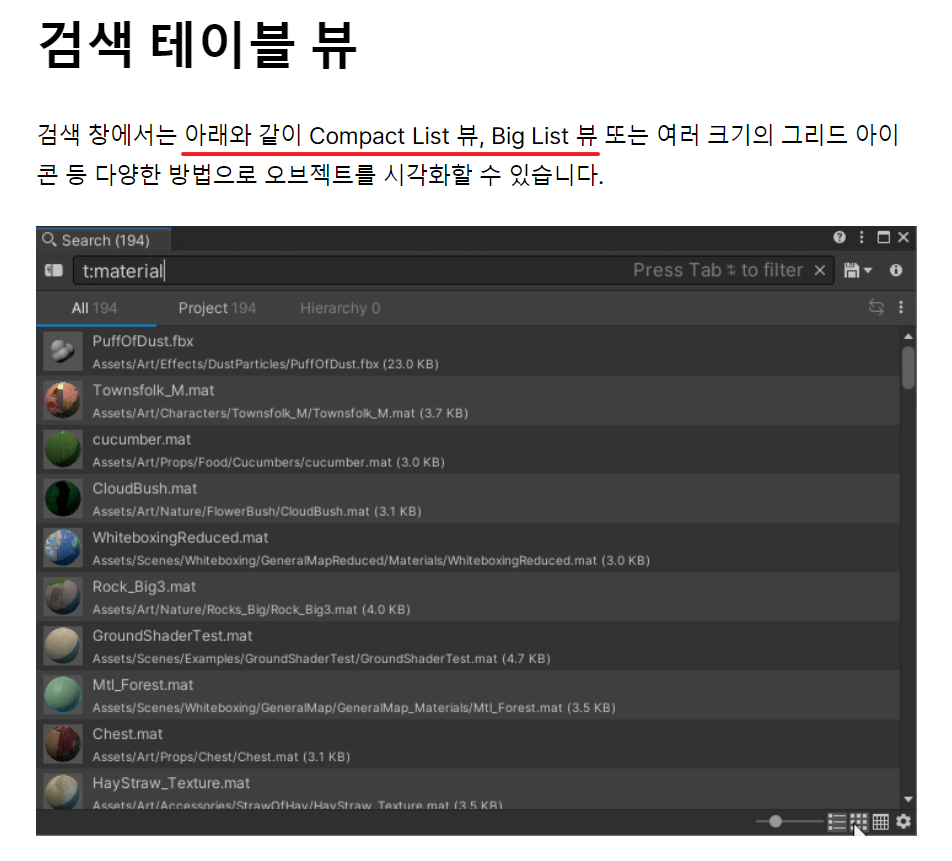 검색 테이블 뷰
검색 창에서는 아래와 같이 Compact List 뷰, Big List 뷰 또는 여러 크기의 그리드 아이
콘 등 다양한 방법으로 오브젝트를 시각화할 수 있습니다.
Search (194)
t:material
Press Tab ↹ to filter
All 194 Project 194 Hierarchy 0
PuffOfDust.fbx
Assets/Art/Effects/DustParticles/PuffOfDust.fbx (23.0 KB)
Townsfolk_M.mat
Assets/Art/Characters/Townsfolk_M/Townsfolk_M.mat (3.7 KB)
cucumber.mat
Assets/Art/Props/Food/Cucumbers/cucumber.mat (3.0 KB)
CloudBush.mat
Assets/Art/Nature/FlowerBush/CloudBush.mat (3.1 KB)
WhiteboxingReduced.mat
Assets/Scenes/Whiteboxing/GeneralMapReduced/Materials/WhiteboxingReduced.mat (3.0 KB)
Rock_Big3.mat
Assets/Art/Nature/Rocks_Big/Rock_Big3.mat (4.0 KB)
GroundShaderTest.mat
Assets/Scenes/Examples/GroundShaderTest/GroundShaderTest.mat (4.7 KB)
Mtl_Forest.mat
Assets/Scenes/Whiteboxing/GeneralMap/GeneralMap_Materials/Mtl_Forest.mat (3.5 KB)
Chest.mat
Assets/Art/Props/Chest/Chest.mat (3.1 KB)
HayStraw_Texture.mat
Assets/Art/Accessories/StrawOfHay/HayStraw_Texture.mat (3.5 KB)